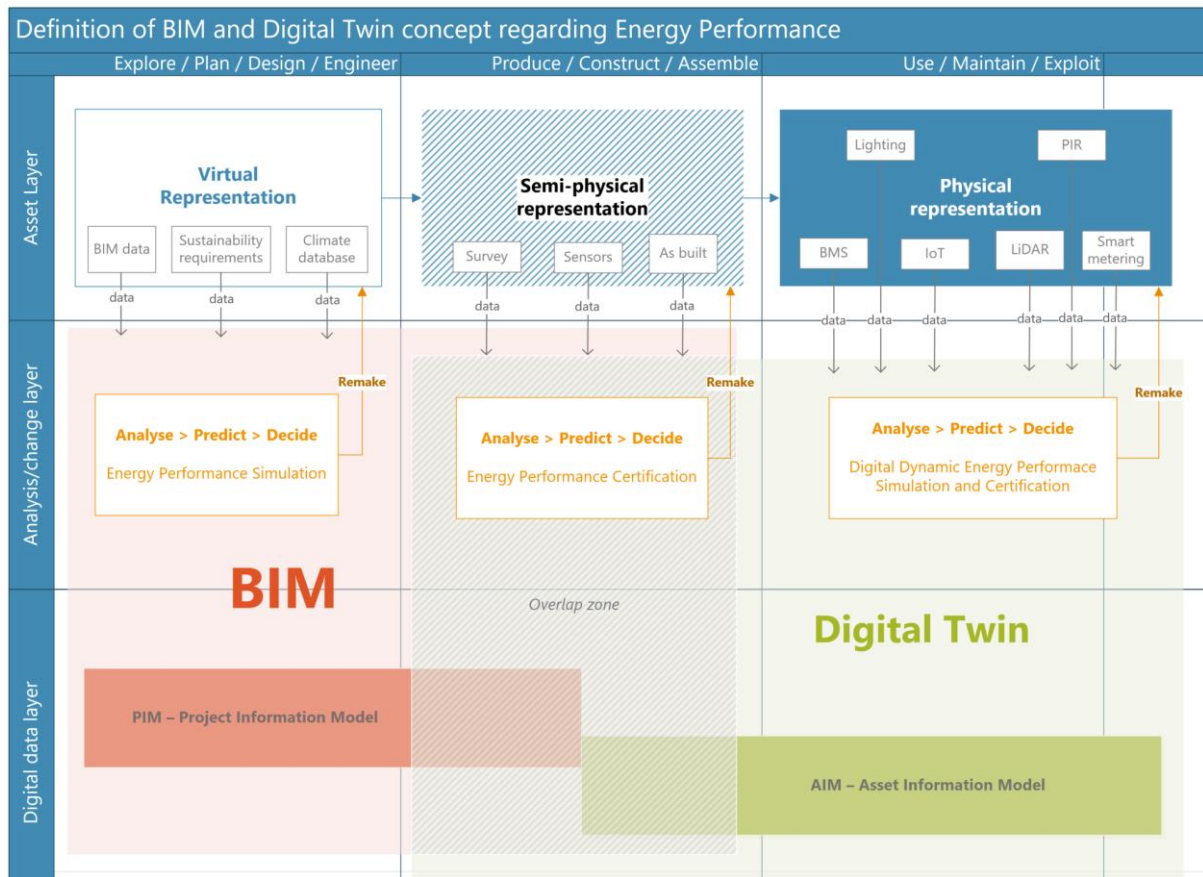 Definition of BIM and Digital Twin concept regarding Energy Performance
Explore / Plan / Design / Engineer
Produce / Construct / Assemble
Use / Maintain / Exploit
Asset Layer
Virtual
Representation
BIM data
Sustainability
requirements
Climate
database
data
data
data
Semi-physical
representation
Survey
Sensors
As built
data
data
data
Lighting
PIR
Physical
representation
BMS
IoT
LiDAR
Smart
metering
data
data
data
data
data
data
Analysis/change layer
Remake
Analyse > Predict > Decide
Energy Performance Simulation
Remake
Analyse > Predict > Decide
Energy Performance Certification
Remake
Analyse > Predict > Decide
Digital Dynamic Energy Performace
Simulation and Certification
BIM
Overlap zone
Digital Twin
Digital data layer
PIM – Project Information Model
AIM – Asset Information Model